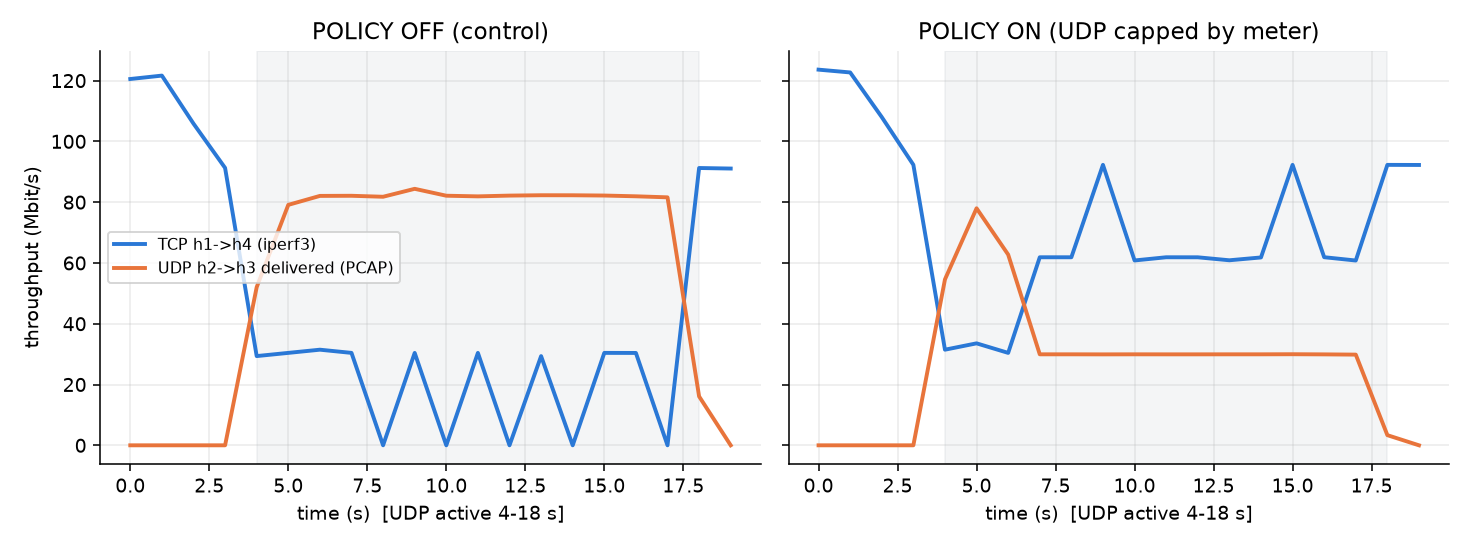 POLICY OFF (control)
throughput (Mbit/s)
120
100
80
60
40
20
0
TCP h1->h4 (iperf3)
UDP h2->h3 delivered (PCAP)
0.0 2.5 5.0 7.5 10.0 12.5 15.0 17.5
time (s) [UDP active 4-18 s]
POLICY ON (UDP capped by meter)
0.0 2.5 5.0 7.5 10.0 12.5 15.0 17.5
time (s) [UDP active 4-18 s]